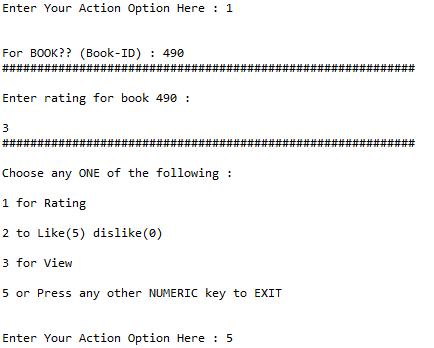 Enter Your Action Option Here : 1
For BOOK?? (Book-ID) : 490
###########################################################
Enter rating for book 490 :
3
###########################################################
Choose any ONE of the following :
1 for Rating
2 to Like(5) dislike(0)
3 for View
5 or Press any other NUMERIC key to EXIT
Enter Your Action Option Here : 5